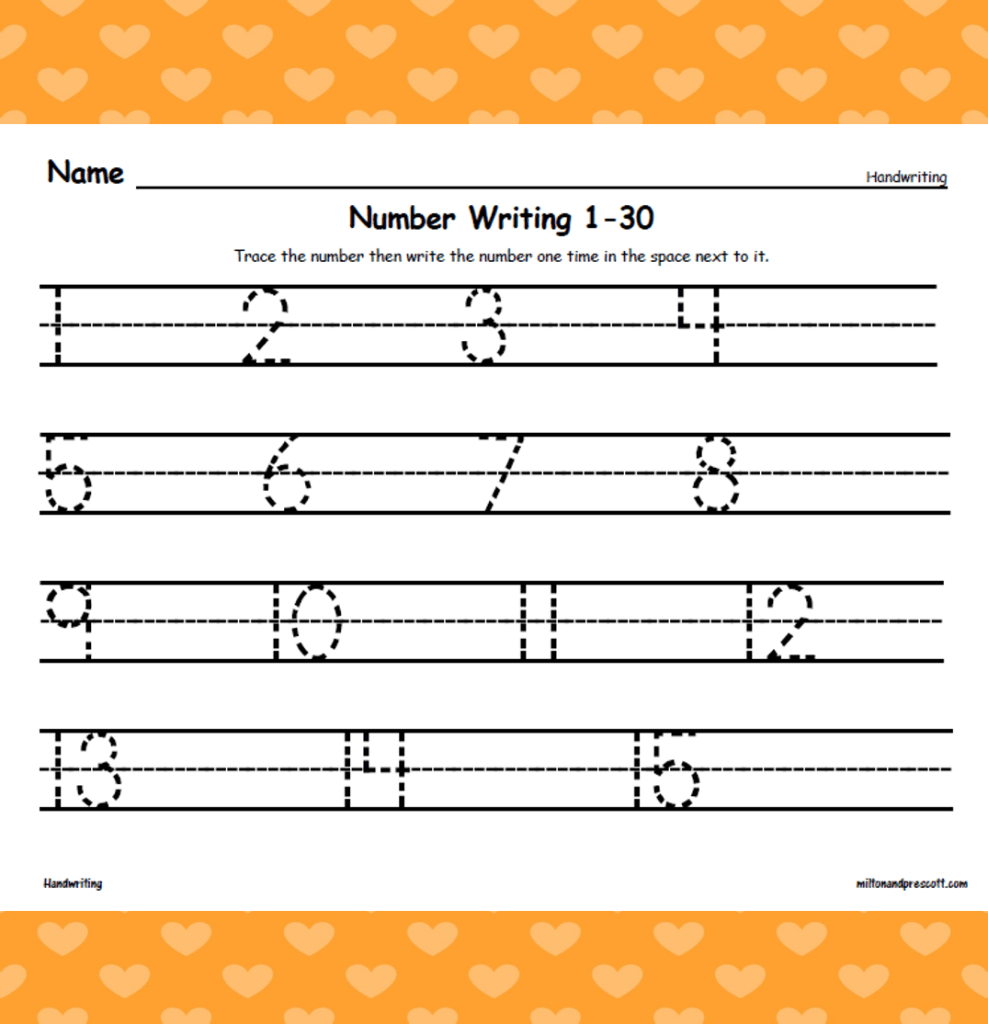 Name Handwriting
Number Writing 1-30
Trace the number then write the number one time in the space next to it.
1 2 3 4
5 6 7 8
9 10 11 12
13 14 15
Handwriting miltonandprescott.com